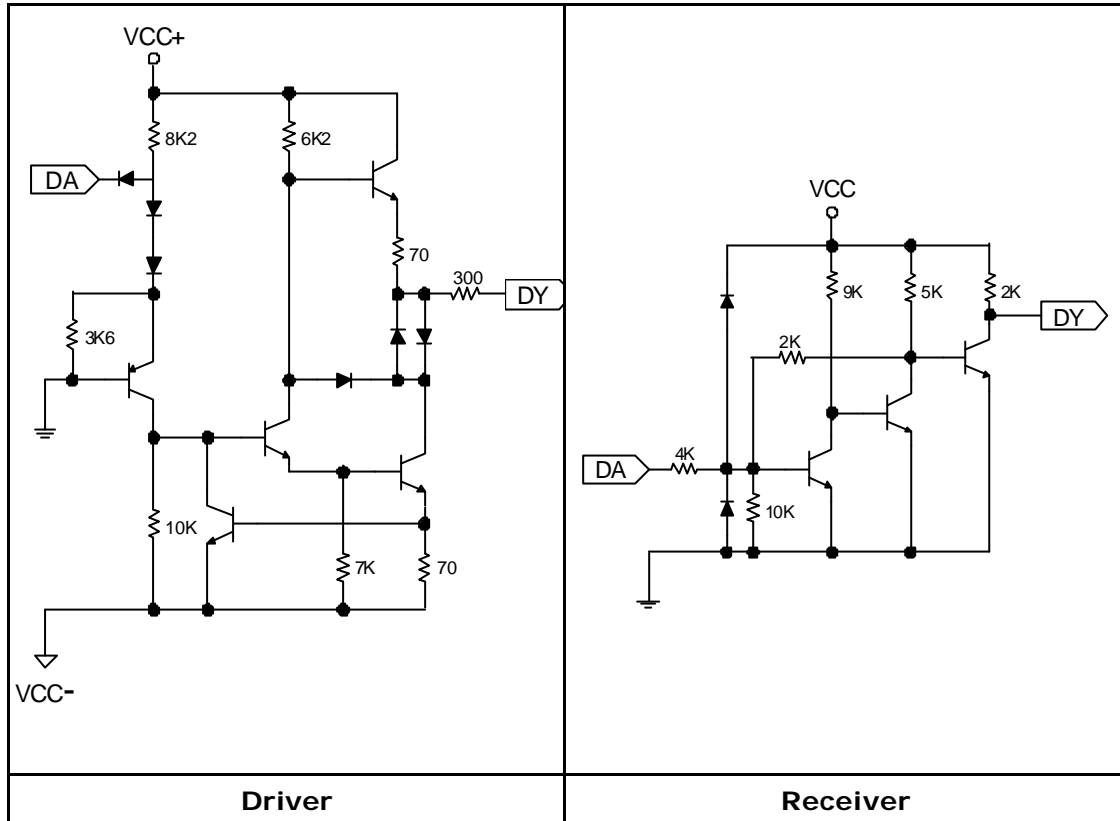 VCC+
8K2
6K2
DA
70
300
DY
3K6
10K
7K
70
VCC-
Driver
VCC
9K
5K
2K
DY
2K
4K
DA
10K
Receiver